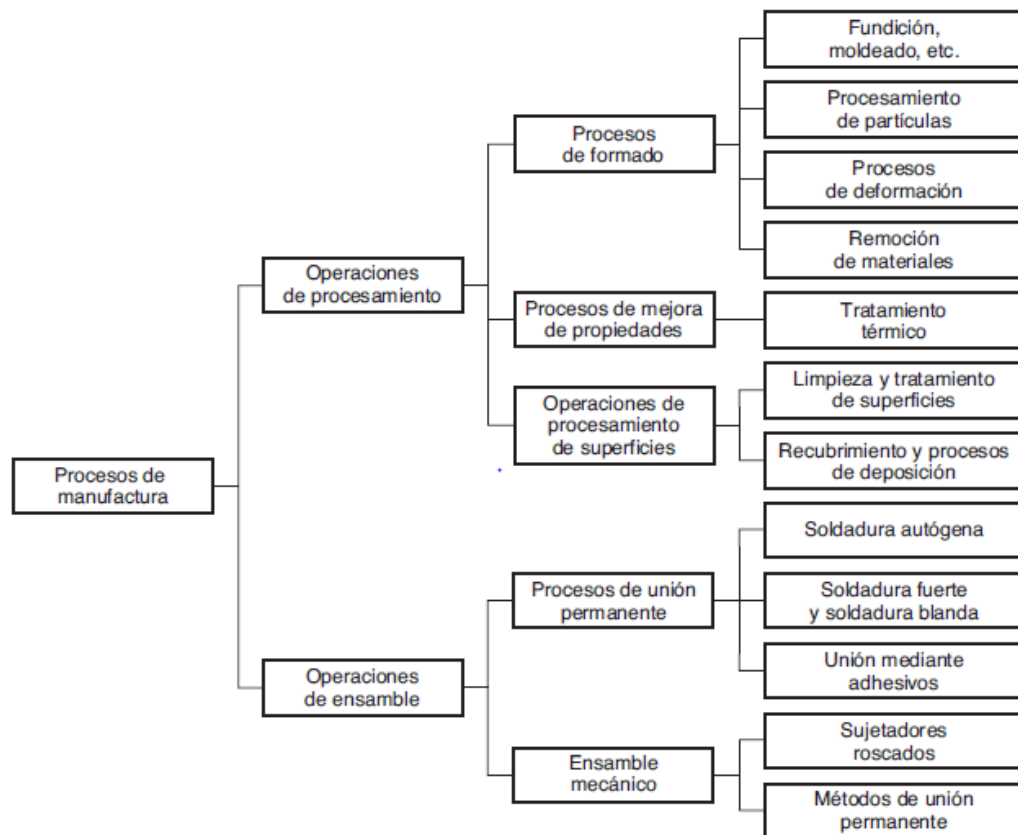 Fundición,
moldeado, etc.
Procesamiento
de partículas
Procesos
de formado
Procesos
de deformación
Remoción
de materiales
Operaciones
de procesamiento
Procesos de mejora
de propiedades
Tratamiento
térmico
Limpieza y tratamiento
de superficies
Operaciones de
procesamiento
de superficies
Recubrimiento y procesos
de deposición
Procesos de
manufactura
Soldadura autógena
Procesos de unión
permanente
Soldadura fuerte
y soldadura blanda
Unión mediante
adhesivos
Operaciones
de ensamble
Sujetadores
roscados
Ensamble
mecánico
Métodos de unión
permanente